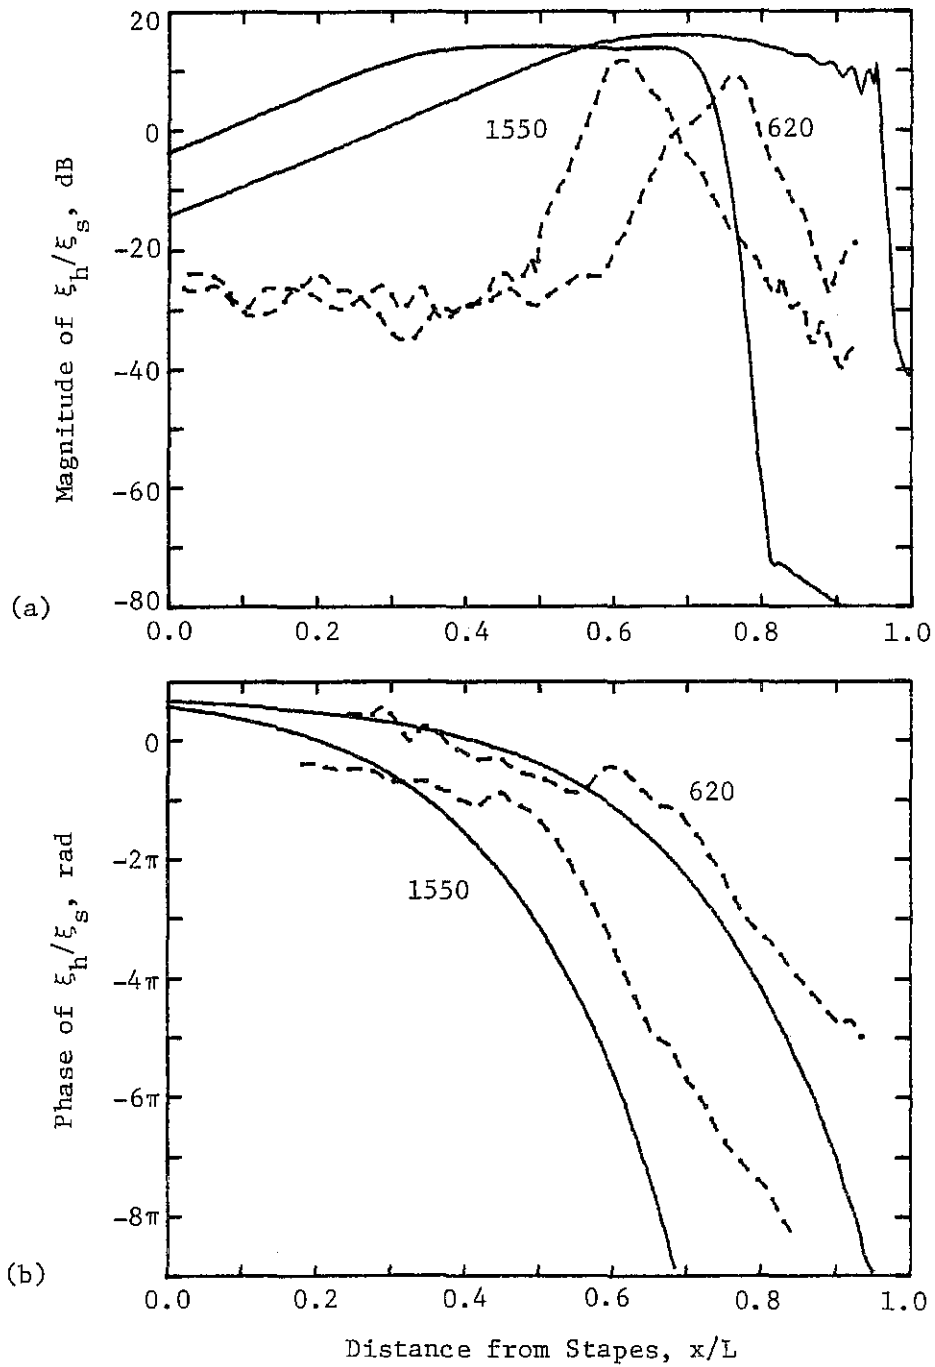 20
0
-20
-40
-60
-80
Magnitude of ξh/ξs, dB
1550
620
(a)
0.0 0.2 0.4 0.6 0.8 1.0
0
-2π
-4π
-6π
-8π
Phase of ξh/ξs, rad
620
1550
(b)
0.0 0.2 0.4 0.6 0.8 1.0
Distance from Stapes, x/L